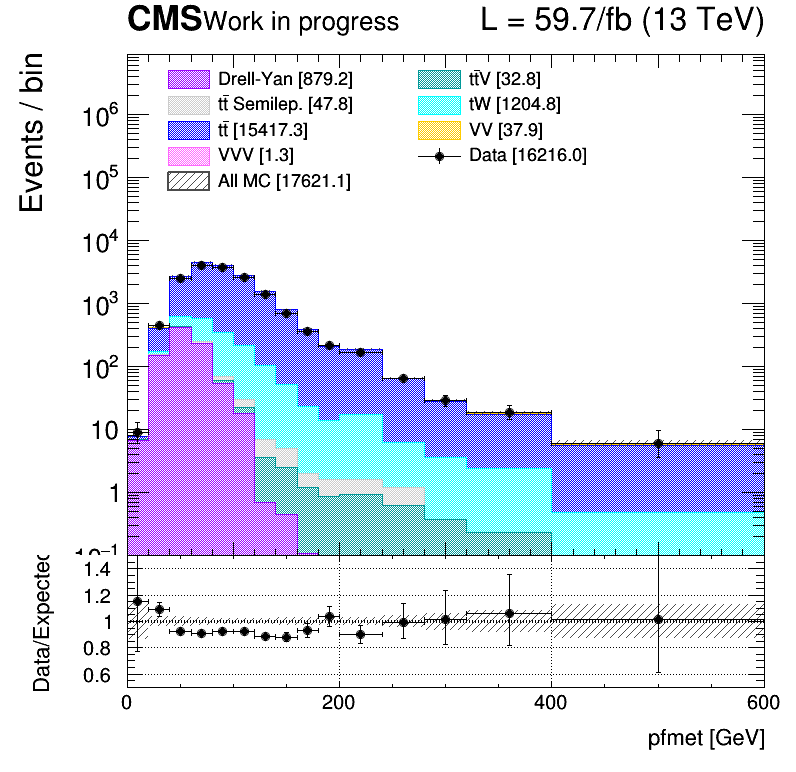 CMS Work in progress L = 59.7/fb (13 TeV)
Events / bin
Drell-Yan [879.2]
tt̄ Semilep. [47.8]
tt̄ [15417.3]
VVV [1.3]
All MC [17621.1]
tt̄V [32.8]
tW [1204.8]
VV [37.9]
Data [16216.0]
10⁶
10⁵
10⁴
10³
10²
10
1
10⁻¹
Data/Expected
1.4
1.2
1
0.8
0.6
0 200 400 600
pfmet [GeV]